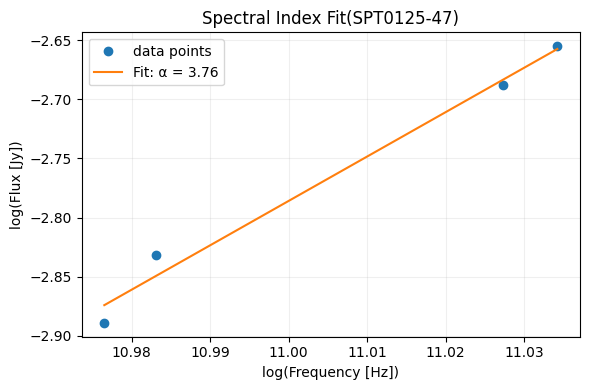 Spectral Index Fit(SPT0125-47)
data points
Fit: α = 3.76
log(Flux [Jy])
−2.65
−2.70
−2.75
−2.80
−2.85
−2.90
10.98
10.99
11.00
11.01
11.02
11.03
log(Frequency [Hz])